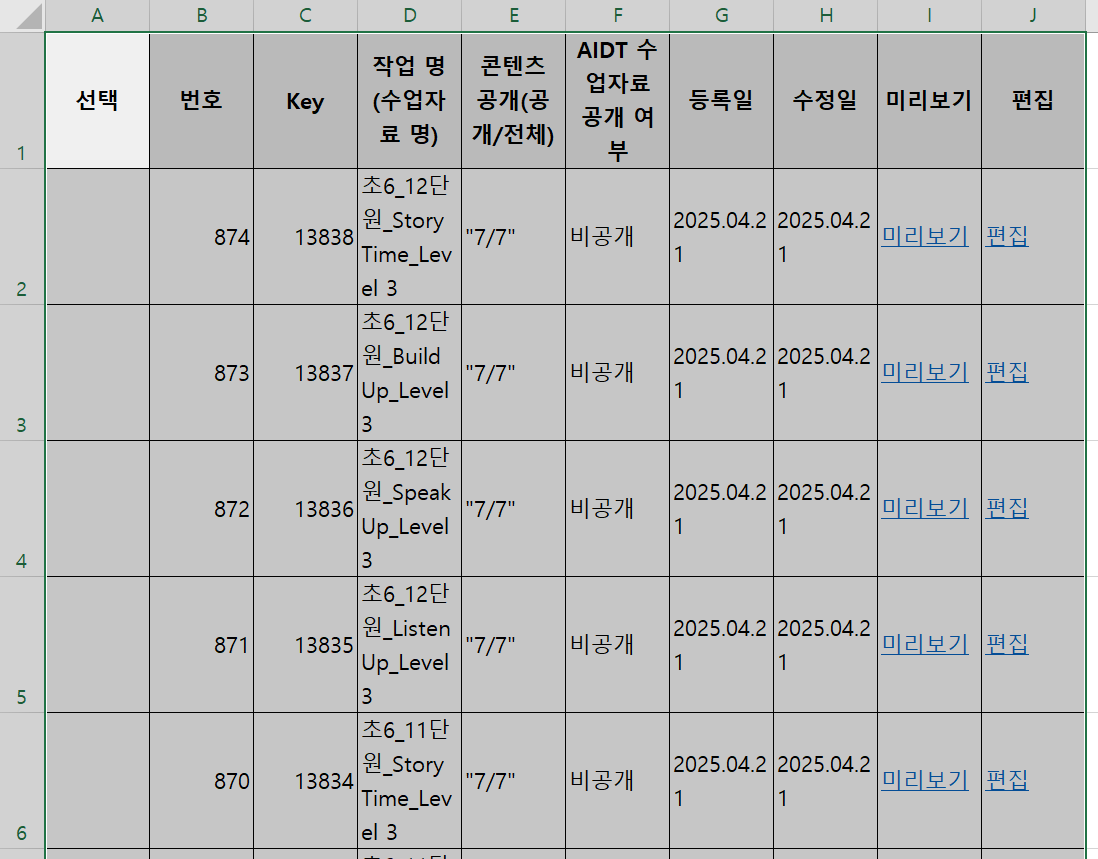 A B C D E F G H I J
1 선택 번호 Key 작업 명(수업자료 명) 콘텐츠 공개(공개/전체) AIDT 수업자료 공개 여부 등록일 수정일 미리보기 편집
2 874 13838 초6_12단원_Story Time_Level 3 "7/7" 비공개 2025.04.21 2025.04.21 미리보기 편집
3 873 13837 초6_12단원_Build Up_Level 3 "7/7" 비공개 2025.04.21 2025.04.21 미리보기 편집
4 872 13836 초6_12단원_Speak Up_Level 3 "7/7" 비공개 2025.04.21 2025.04.21 미리보기 편집
5 871 13835 초6_12단원_Listen Up_Level 3 "7/7" 비공개 2025.04.21 2025.04.21 미리보기 편집
6 870 13834 초6_11단원_Story Time_Level 3 "7/7" 비공개 2025.04.21 2025.04.21 미리보기 편집